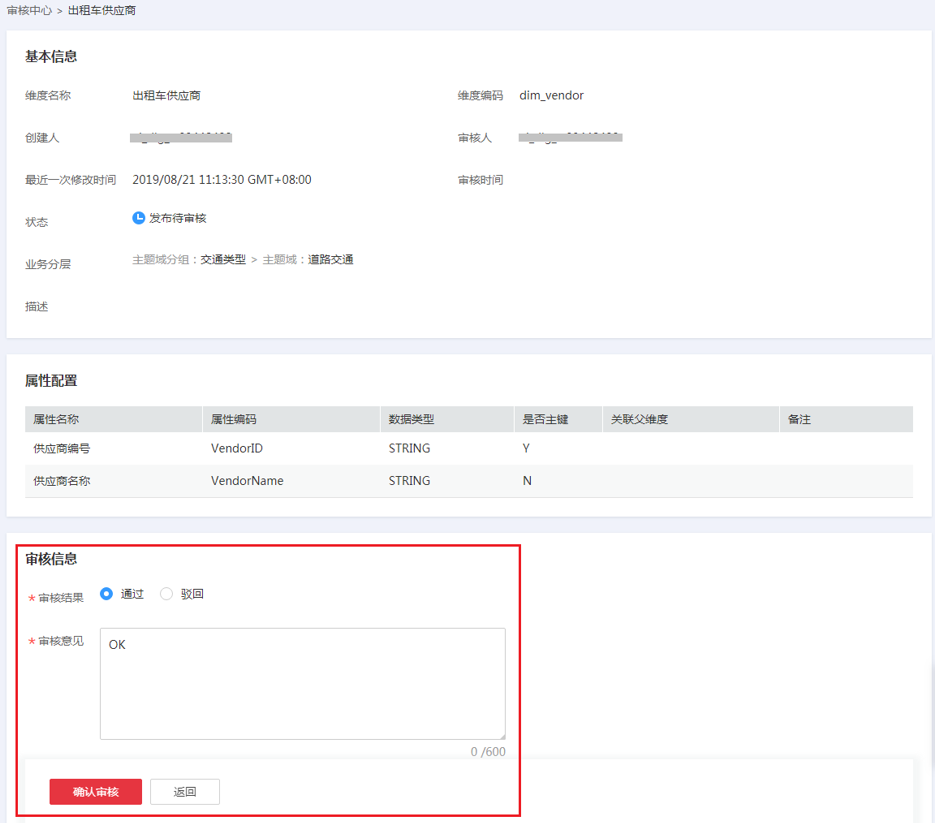 审核中心 > 出租车供应商
基本信息
维度名称 出租车供应商 维度编码 dim_vendor
创建人 审核人
最近一次修改时间 2019/08/21 11:13:30 GMT+08:00 审核时间
状态 发布待审核
业务分层 主题域分组：交通类型 > 主题域：道路交通
描述
属性配置
属性名称 属性编码 数据类型 是否主键 关联父维度 备注
供应商编号 VendorID STRING Y
供应商名称 VendorName STRING N
审核信息
* 审核结果 通过 驳回
* 审核意见 OK
0 /600
确认审核 返回